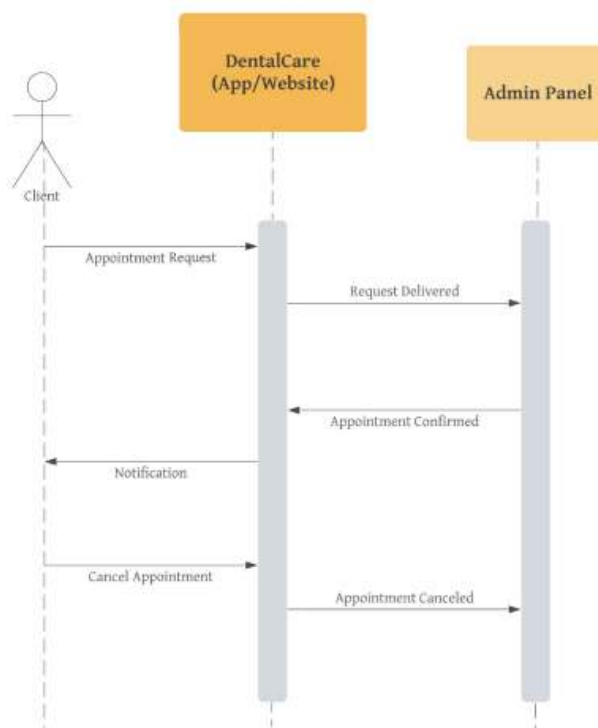 DentalCare
(App/Website)
Admin Panel
Client
Appointment Request
Request Delivered
Appointment Confirmed
Notification
Cancel Appointment
Appointment Canceled